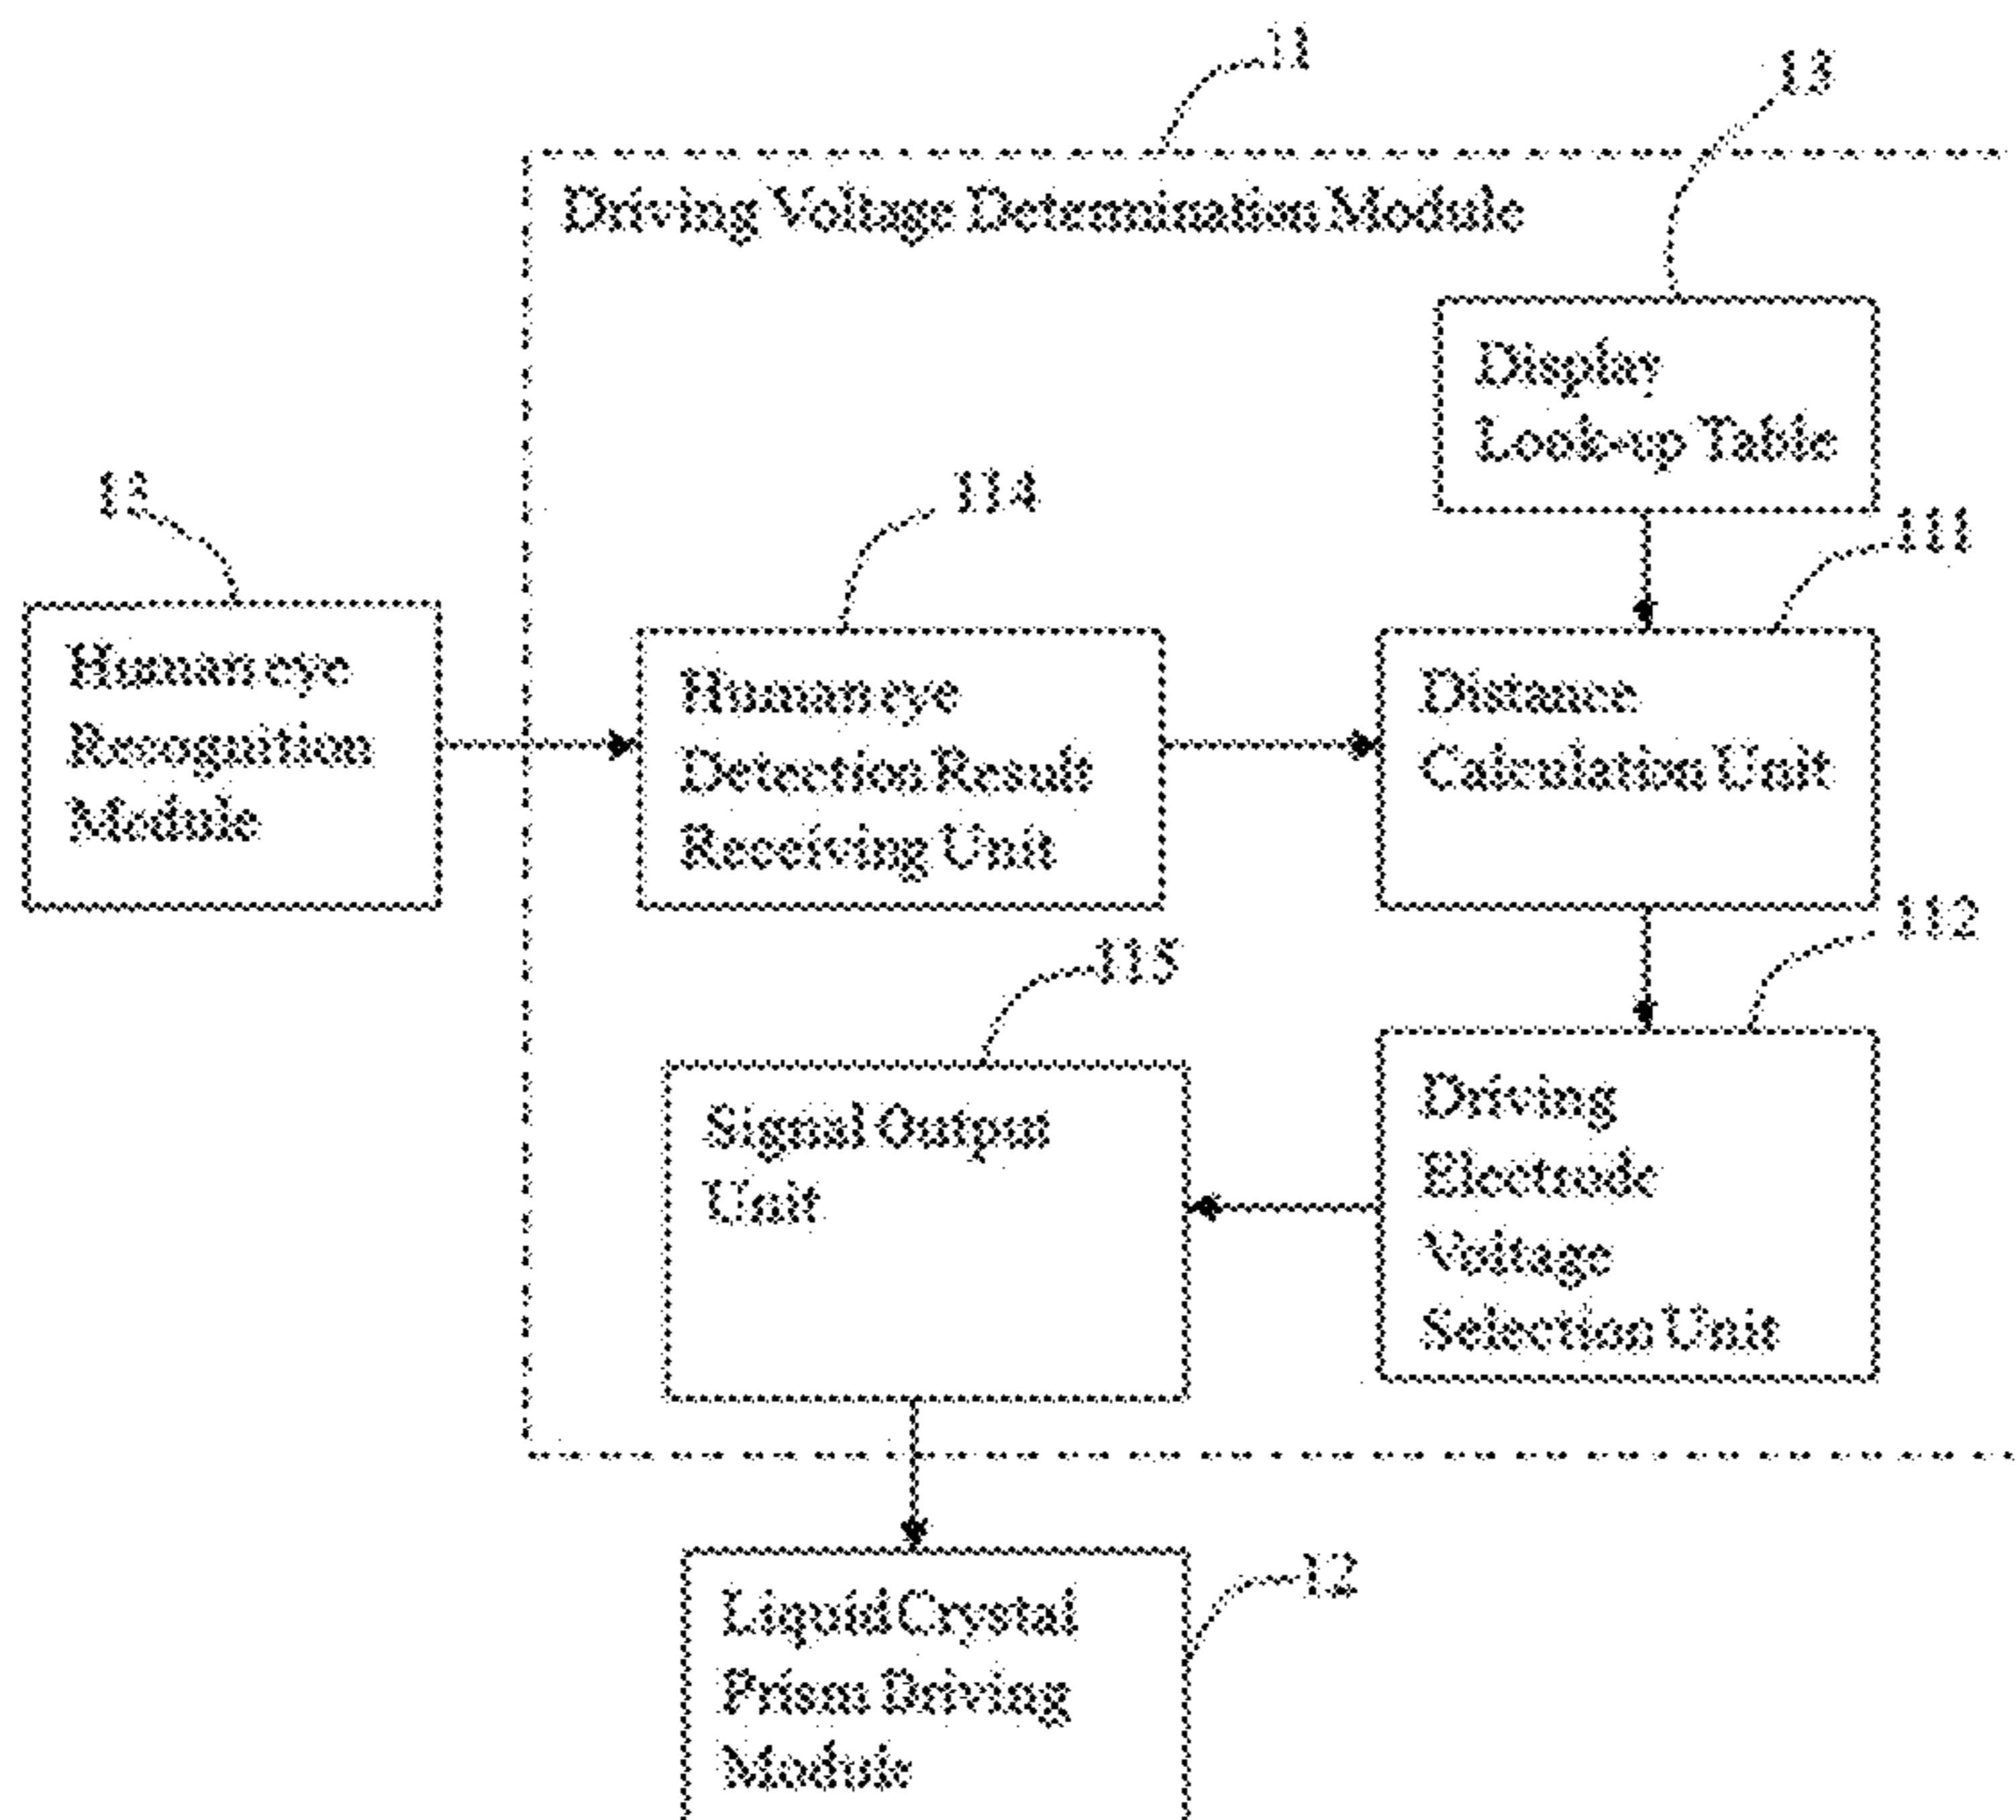 11
13
Driving Voltage Determination Module
Display
Look-up Table
114
111
Human eye
Recognition
Module
Human eye
Detection Result
Receiving Unit
Distance
Calculation Unit
112
115
Signal Output
Unit
Driving
Electrode
Voltage
Selection Unit
12
Liquid Crystal
Prism Driving
Module